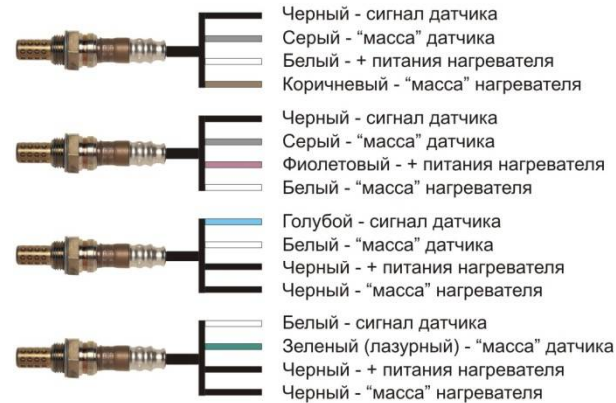 Черный - сигнал датчика
Серый - “масса” датчика
Белый - + питания нагревателя
Коричневый - “масса” нагревателя
Черный - сигнал датчика
Серый - “масса” датчика
Фиолетовый - + питания нагревателя
Белый - “масса” нагревателя
Голубой - сигнал датчика
Белый - “масса” датчика
Черный - + питания нагревателя
Черный - “масса” нагревателя
Белый - сигнал датчика
Зеленый (лазурный) - “масса” датчика
Черный - + питания нагревателя
Черный - “масса” нагревателя